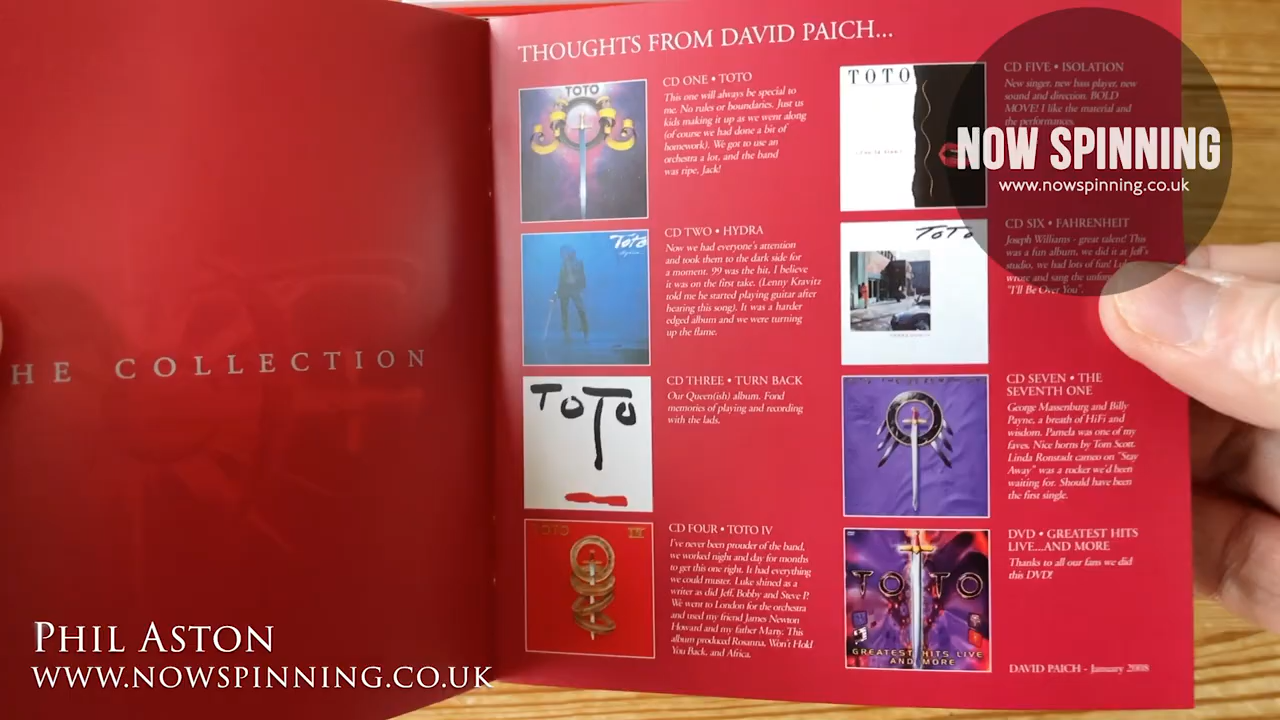 THE COLLECTION
THOUGHTS FROM DAVID PAICH...
TOTO
CD ONE • TOTO
This one will always be special to
me. No rules or boundaries. Just us
kids making it up as we went along
(of course we had done a bit of
homework). We got to use an
orchestra a lot, and the band
was ripe, Jack!
Toto
CD TWO • HYDRA
Now we had everyone's attention
and took them to the dark side for
a moment. 99 was the hit. I believe
it was on the first take. (Lenny Kravitz
told me he started playing guitar after
hearing this song). It was a harder
edged album and we were turning
up the flame.
TOTO
CD THREE • TURN BACK
Our Queen(ish) album. Fond
memories of playing and recording
with the lads.
TOTO IV
CD FOUR • TOTO IV
I've never been prouder of the band,
we worked night and day for months
to get this one right. It had everything
we could muster. Luke shined as a
writer as did Jeff, Bobby and Steve P.
We went to London for the orchestra
and used my friend James Newton
Howard and my father Marty. This
album produced Rosanna, Won't Hold
You Back, and Africa.
TOTO
CD FIVE • ISOLATION
New singer, new bass player, new
sound and direction. BOLD
MOVE! I like the material and
the performances.
TOTO
CD SIX • FAHRENHEIT
Joseph Williams - great talent! This
was a fun album, we did it at Jeff's
studio, we had lots of fun!
wrote and sang the
"I'll Be Over You".
CD SEVEN • THE
SEVENTH ONE
George Massenburg and Billy
Payne, a breath of HiFi and
wisdom. Pamela was one of my
faves. Nice horns by Tom Scott.
Linda Ronstadt cameo on "Stay
Away" was a rocker we'd been
waiting for. Should have been
the first single.
TOTO
GREATEST HITS LIVE
AND MORE
DVD • GREATEST HITS
LIVE...AND MORE
Thanks to all our fans we did
this DVD!
DAVID PAICH - January 2008
NOW SPINNING
www.nowspinning.co.uk
PHIL ASTON
WWW.NOWSPINNING.CO.UK